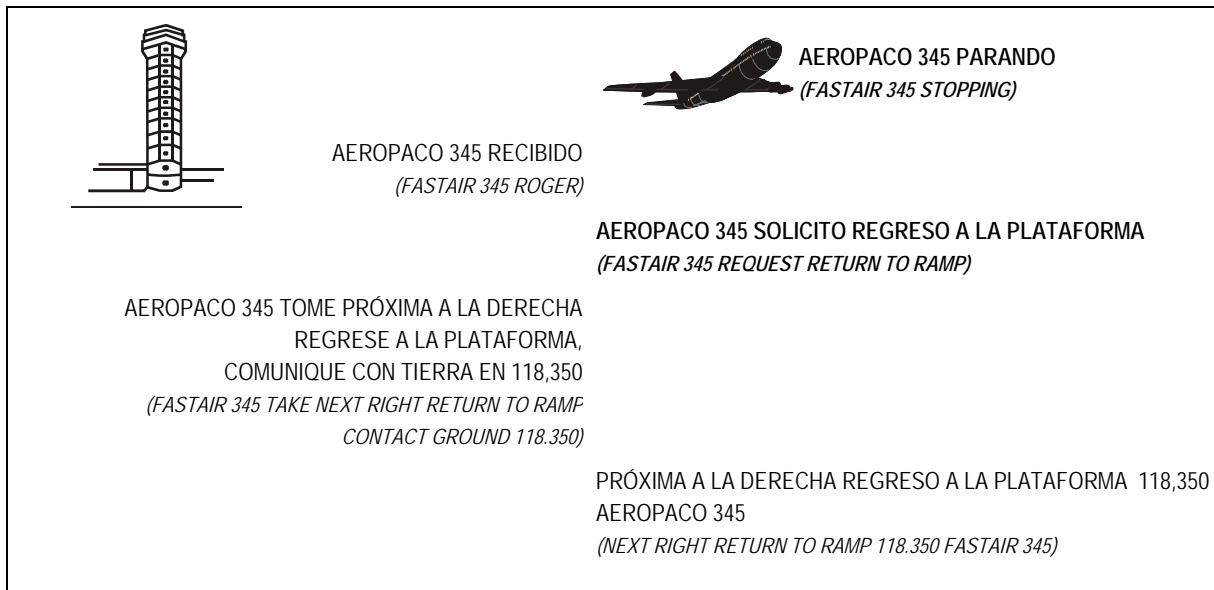 AEROPACO 345 PARANDO
(FASTAIR 345 STOPPING)
AEROPACO 345 RECIBIDO
(FASTAIR 345 ROGER)
AEROPACO 345 SOLICITO REGRESO A LA PLATAFORMA
(FASTAIR 345 REQUEST RETURN TO RAMP)
AEROPACO 345 TOME PRÓXIMA A LA DERECHA
REGRESE A LA PLATAFORMA,
COMUNIQUE CON TIERRA EN 118,350
(FASTAIR 345 TAKE NEXT RIGHT RETURN TO RAMP
CONTACT GROUND 118.350)
PRÓXIMA A LA DERECHA REGRESO A LA PLATAFORMA 118,350
AEROPACO 345
(NEXT RIGHT RETURN TO RAMP 118.350 FASTAIR 345)